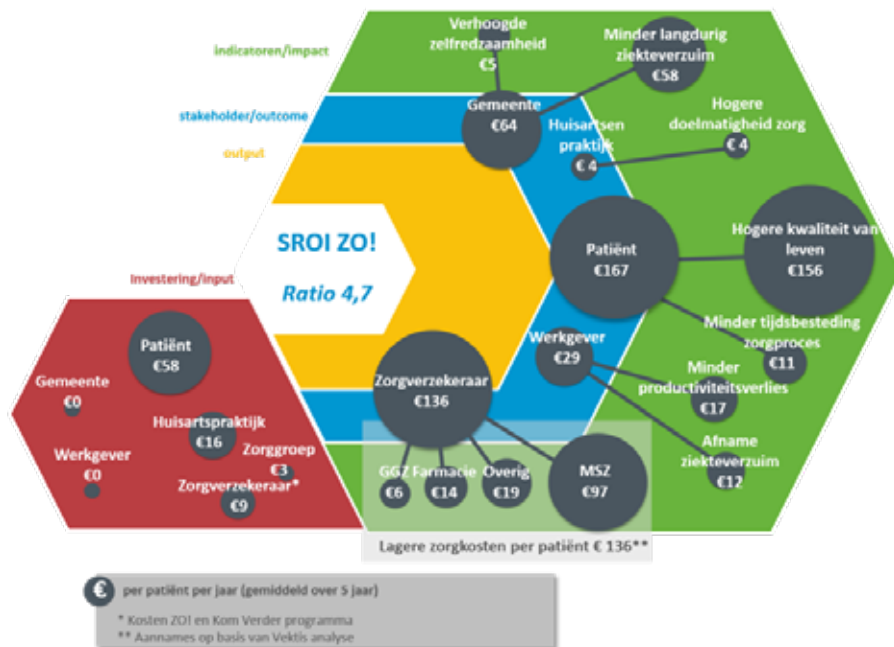 indicatoren/impact
stakeholder/outcome
output
Verhoogde
zelfredzaamheid
€5
Minder langdurig
ziekteverzuim
€58
Gemeente
€64
Huisartsen
praktijk
€ 4
Hogere
doelmatigheid zorg
€ 4
SROI ZO!
Ratio 4,7
Patiënt
€167
Hogere kwaliteit van
leven
€156
Minder tijdsbesteding
zorgproces
€11
Werkgever
€29
Minder
productiviteitsverlies
€17
Afname
ziekteverzuim
€12
Zorgverzekeraar
€136
GGZ
€6
Farmacie
€14
Overig
€19
MSZ
€97
Lagere zorgkosten per patiënt € 136**
Investering/input
Patiënt
€58
Gemeente
€0
Huisartspraktijk
€16
Werkgever
€0
Zorggroep
€3
Zorgverzekeraar*
€9
€ per patiënt per jaar (gemiddeld over 5 jaar)
* Kosten ZO! en Kom Verder programma
** Aannames op basis van Vektis analyse